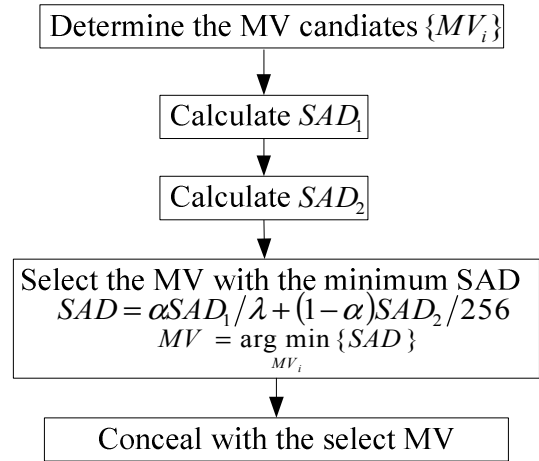 Determine the MV candiates {MV_i}
Calculate SAD_1
Calculate SAD_2
Select the MV with the minimum SAD
SAD = αSAD_1/λ + (1−α)SAD_2/256
MV = arg min {SAD}
MV_i
Conceal with the select MV